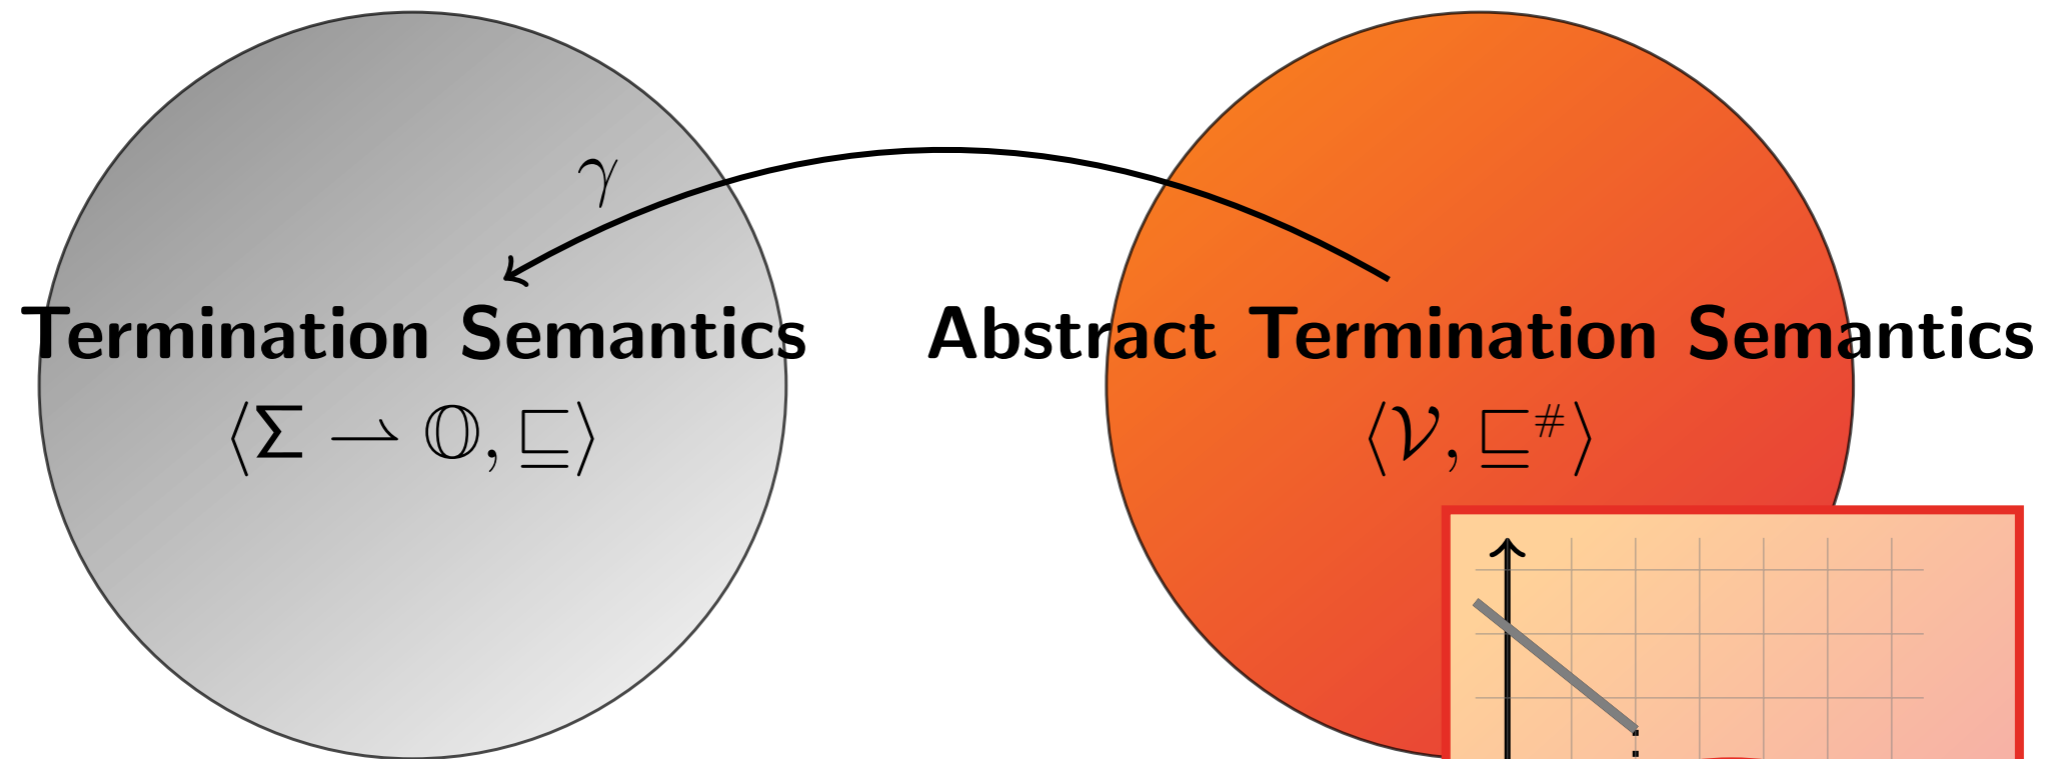 γ
Termination Semantics
⟨Σ ⇀ 𝕆, ⊑⟩
Abstract Termination Semantics
⟨𝒱, ⊑#⟩